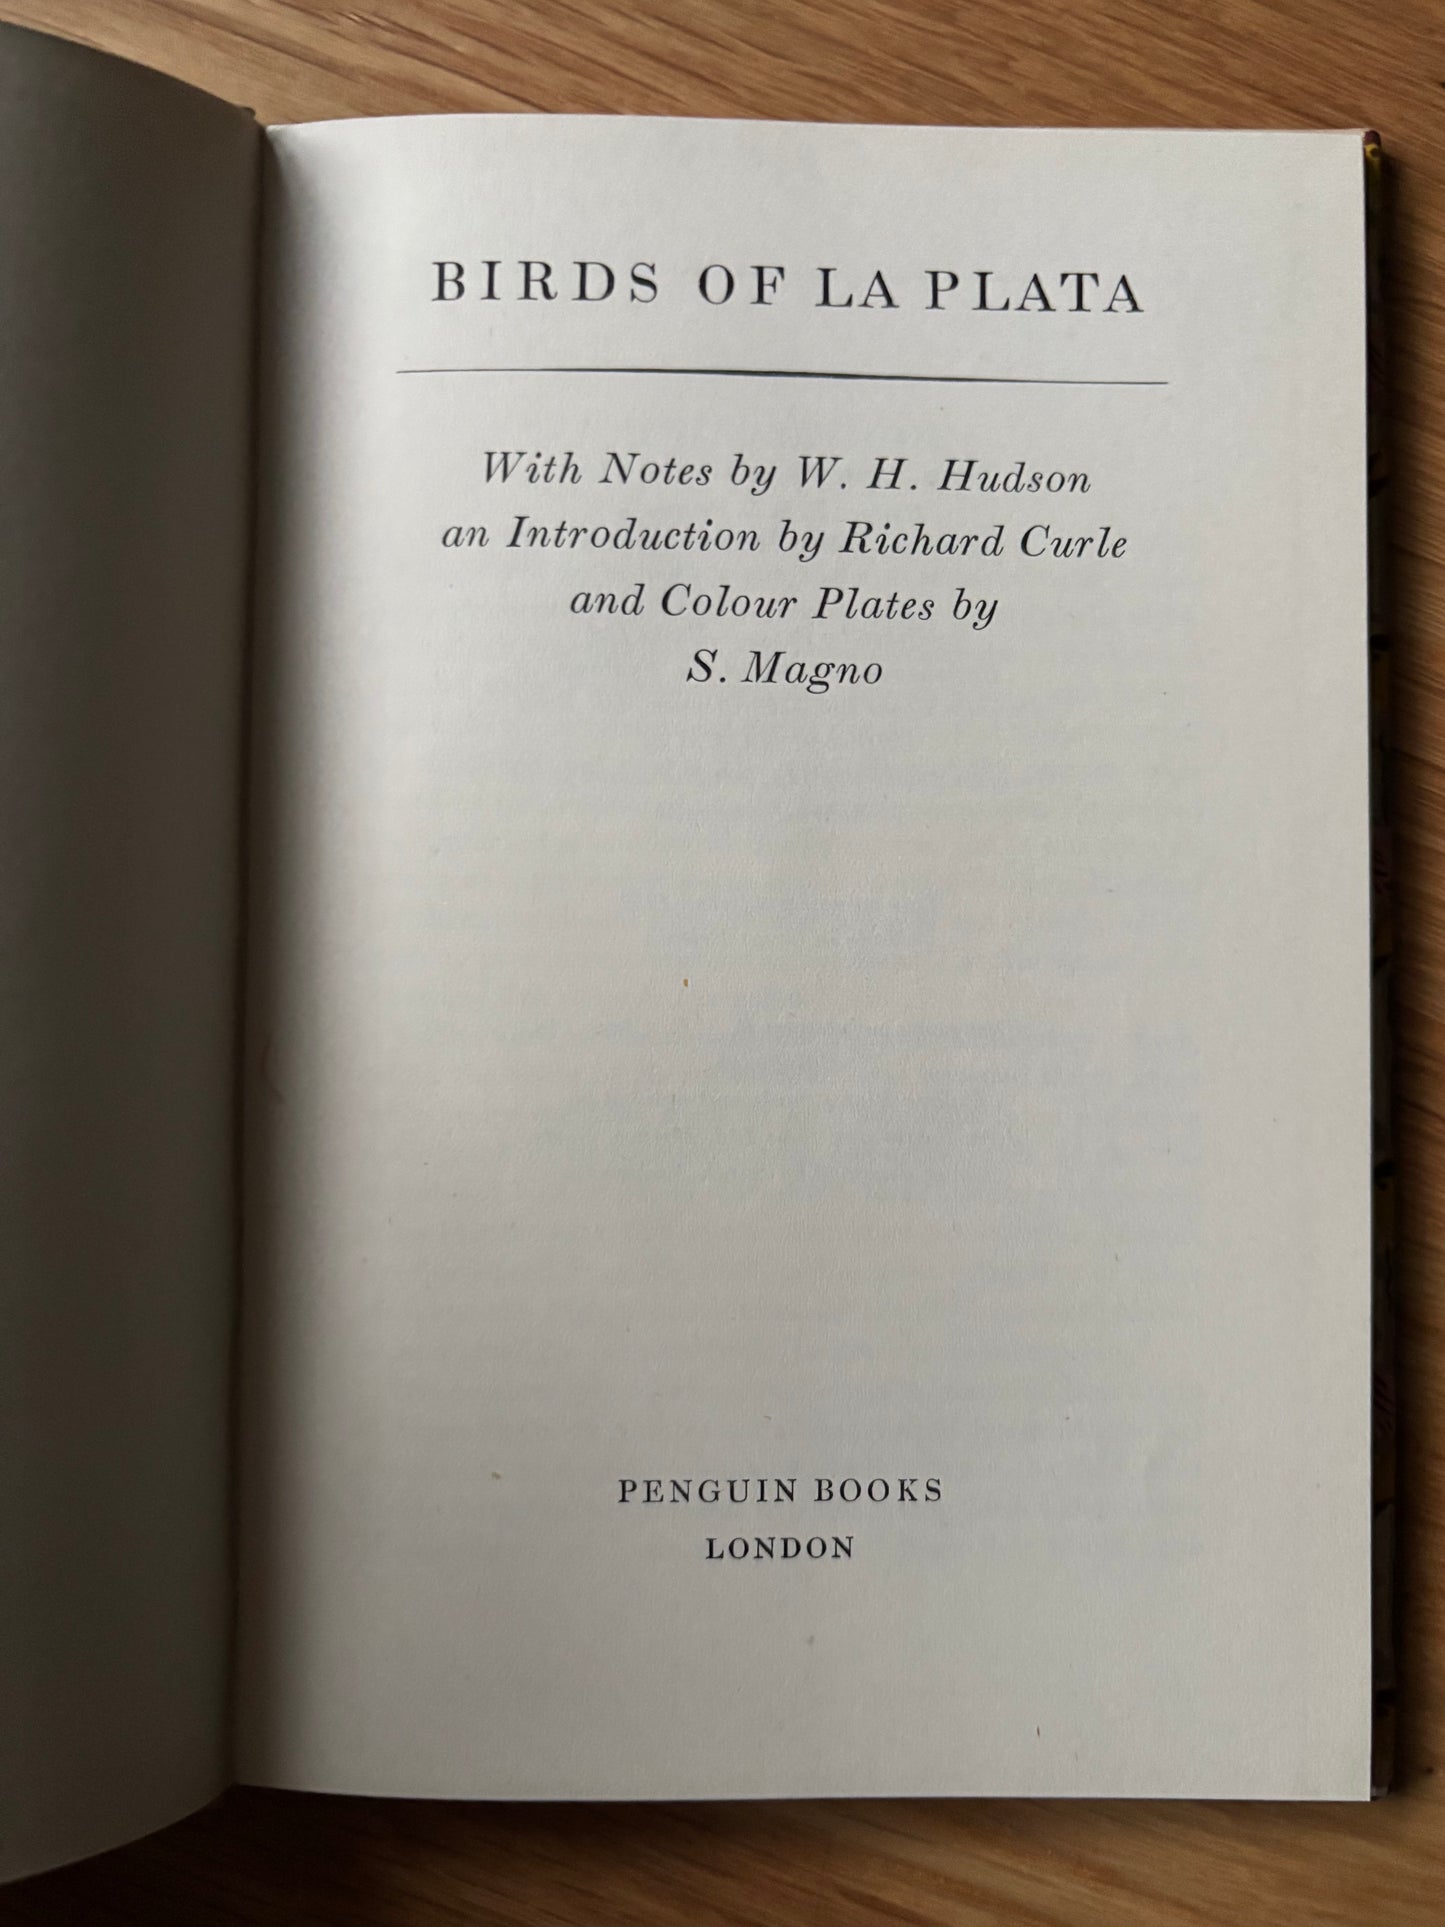 BIRDS OF LA PLATA
With Notes by W. H. Hudson
an Introduction by Richard Curle
and Colour Plates by
S. Magno
PENGUIN BOOKS
LONDON